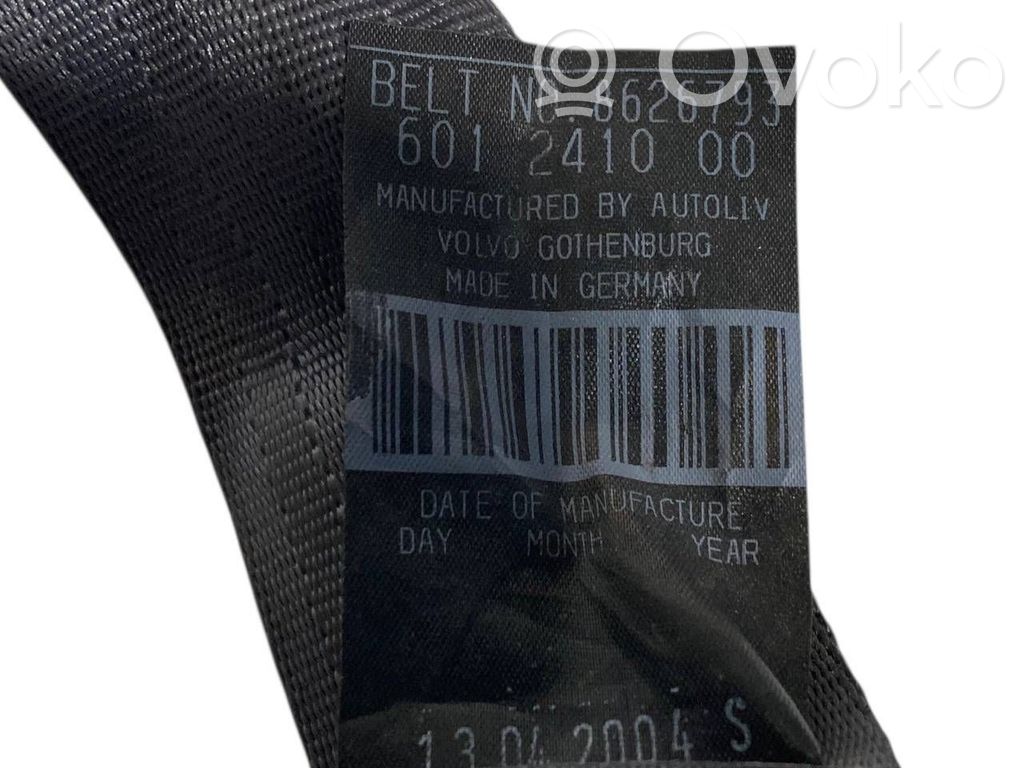 Ovoko
BELT No. 8628793
601 2410 00
MANUFACTURED BY AUTOLIV
VOLVO GOTHENBURG
MADE IN GERMANY
DATE OF MANUFACTURE
DAY MONTH YEAR
13.04.2004 S